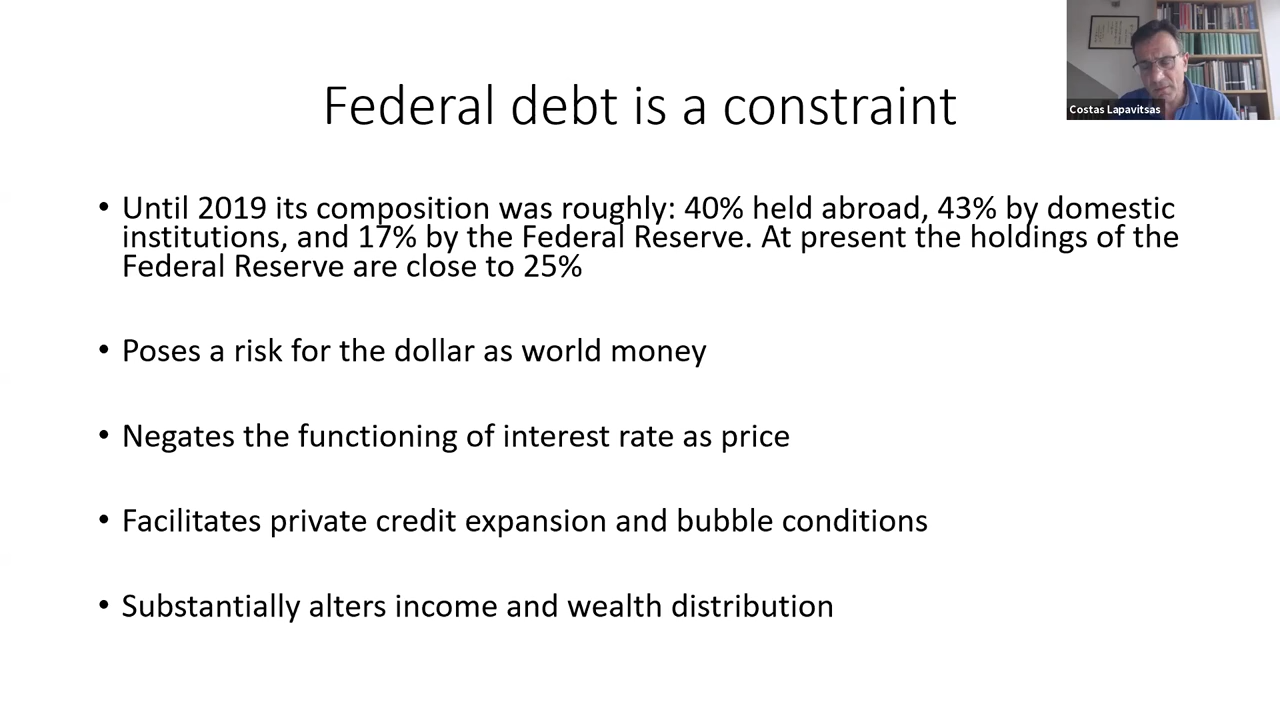 Federal debt is a constraint
Costas Lapavitsas
• Until 2019 its composition was roughly: 40% held abroad, 43% by domestic
institutions, and 17% by the Federal Reserve. At present the holdings of the
Federal Reserve are close to 25%
• Poses a risk for the dollar as world money
• Negates the functioning of interest rate as price
• Facilitates private credit expansion and bubble conditions
• Substantially alters income and wealth distribution